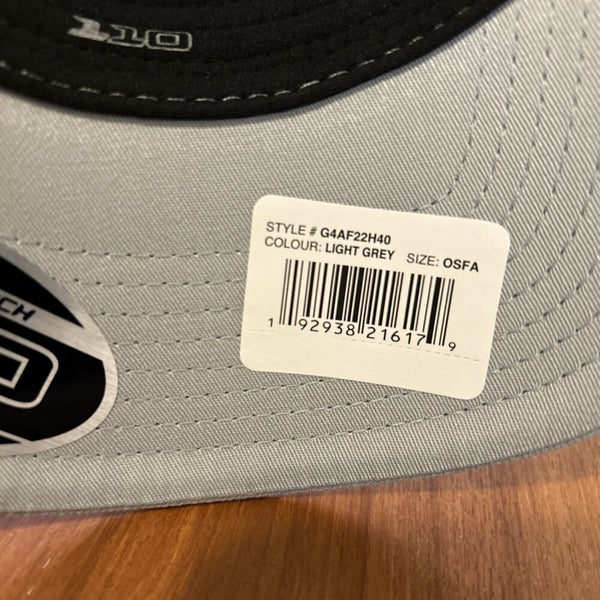 110
STYLE # G4AF22H40
COLOUR: LIGHT GREY SIZE: OSFA
1 92938 21617 9